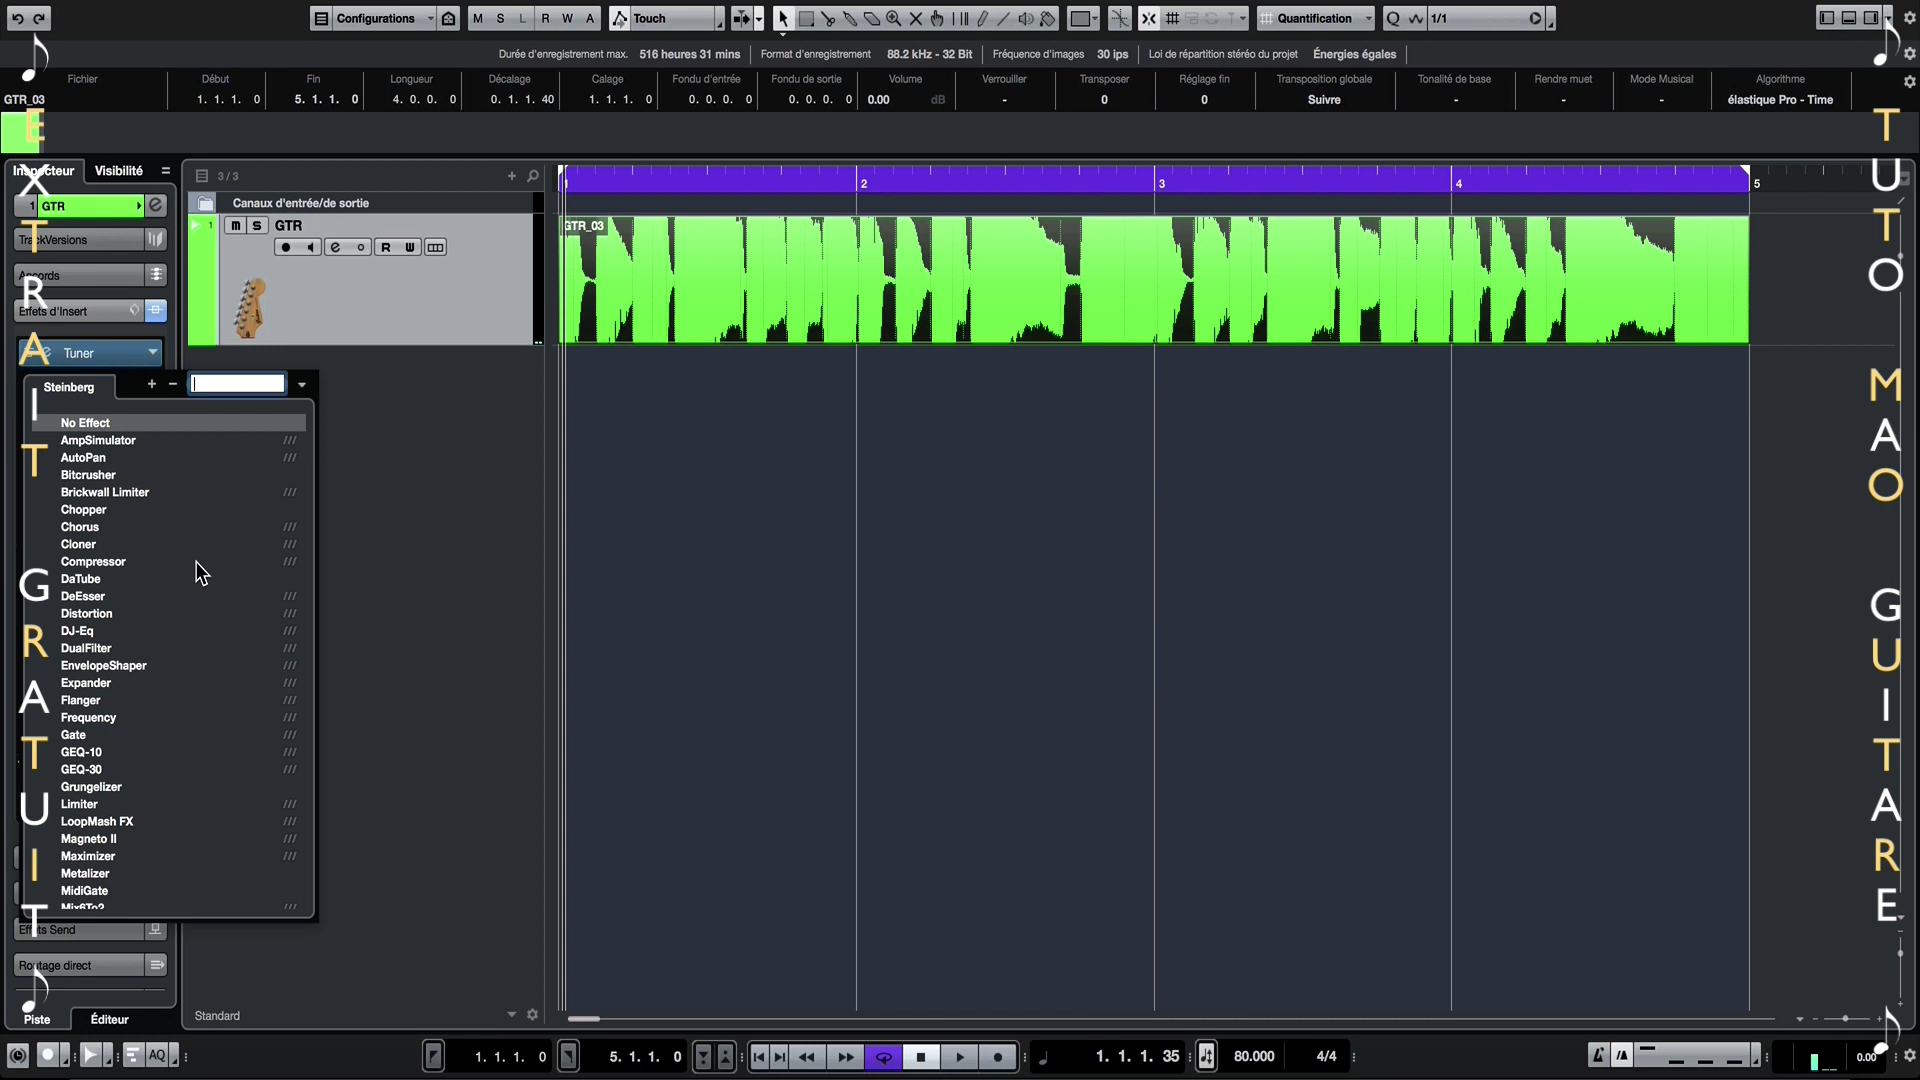 Configurations
M S L R W A
Touch
Quantification
Q
1/1
Durée d'enregistrement max. 516 heures 31 mins
Format d'enregistrement 88.2 kHz - 32 Bit
Fréquence d'images 30 ips
Loi de répartition stéréo du projet Énergies égales
Fichier Début Fin Longueur Décalage Calage Fondu d'entrée Fondu de sortie Volume Verrouiller Transposer Réglage fin Transposition globale Tonalité de base Rendre muet Mode Musical Algorithme
GTR_03 1. 1. 1. 0 5. 1. 1. 0 4. 0. 0. 0 0. 1. 1. 40 1. 1. 1. 0 0. 0. 0. 0 0. 0. 0. 0 0.00 dB - 0 0 Suivre - - - élastique Pro - Time
EXTRAIT GRATUIT
TUTO MAO GUITARE
Inspecteur Visibilité
3/3
1 GTR
TrackVersions
Accords
Effets d'Insert
Tuner
Canaux d'entrée/de sortie
1 m S GTR
R W
1 2 3 4 5
GTR_03
Steinberg + -
No Effect
AmpSimulator
AutoPan
Bitcrusher
Brickwall Limiter
Chopper
Chorus
Cloner
Compressor
DaTube
DeEsser
Distortion
DJ-Eq
DualFilter
EnvelopeShaper
Expander
Flanger
Frequency
Gate
GEQ-10
GEQ-30
Grungelizer
Limiter
LoopMash FX
Magneto II
Maximizer
Metalizer
MidiGate
Mix6To2
Effets Send
Routage direct
Piste Éditeur
Standard
AQ
1. 1. 1. 0
5. 1. 1. 0
1. 1. 1. 35
80.000
4/4
0.00